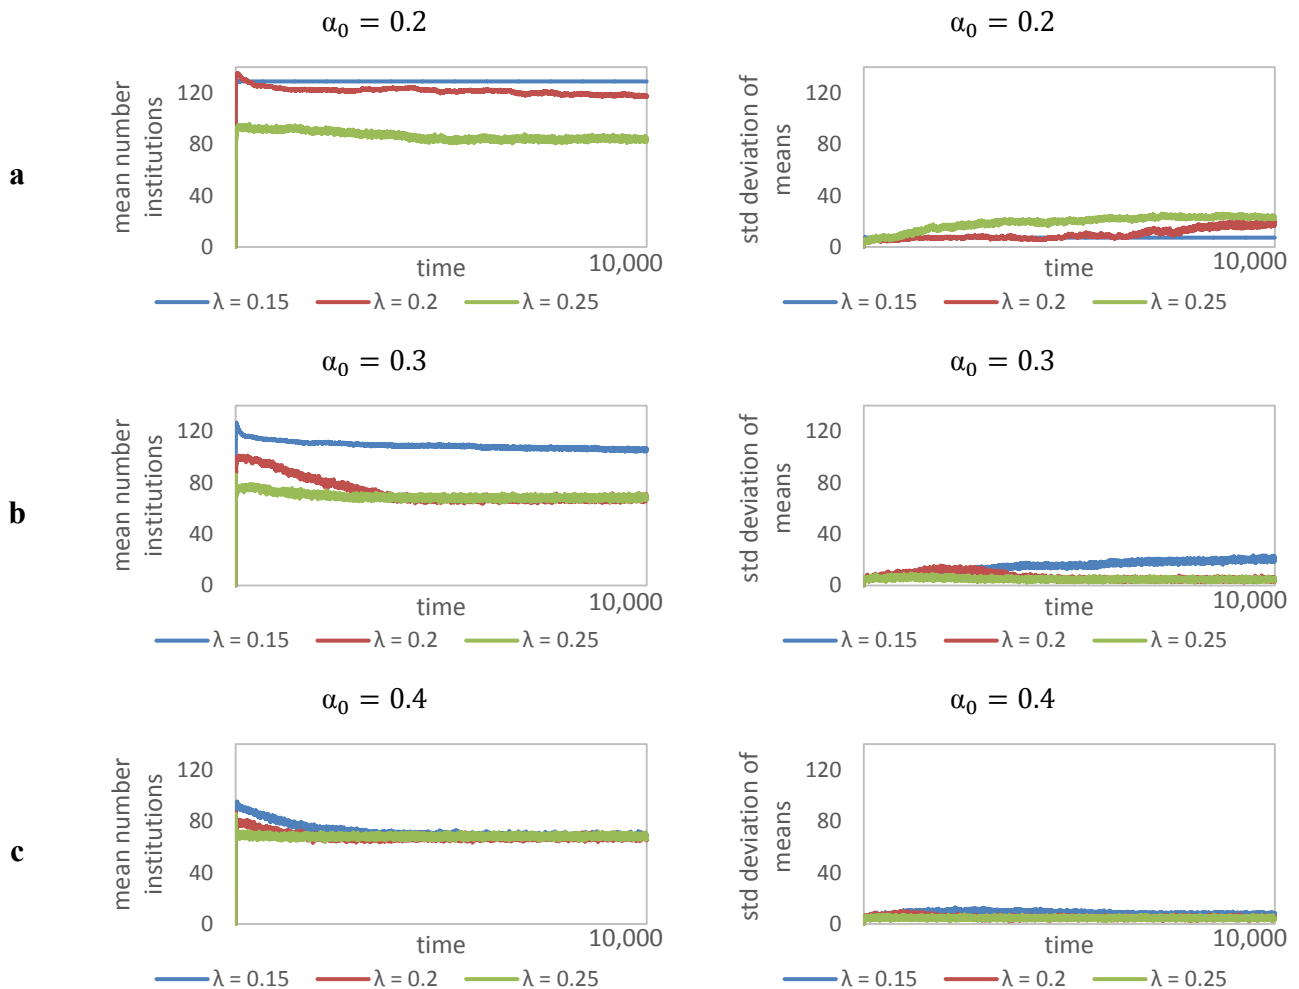 α₀ = 0.2
α₀ = 0.2
a
mean number
institutions
120
80
40
0
time
10,000
λ = 0.15 λ = 0.2 λ = 0.25
std deviation of
means
120
80
40
0
time
10,000
λ = 0.15 λ = 0.2 λ = 0.25
α₀ = 0.3
α₀ = 0.3
b
mean number
institutions
120
80
40
0
time
10,000
λ = 0.15 λ = 0.2 λ = 0.25
std deviation of
means
120
80
40
0
time
10,000
λ = 0.15 λ = 0.2 λ = 0.25
α₀ = 0.4
α₀ = 0.4
c
mean number
institutions
120
80
40
0
time
10,000
λ = 0.15 λ = 0.2 λ = 0.25
std deviation of
means
120
80
40
0
time
10,000
λ = 0.15 λ = 0.2 λ = 0.25